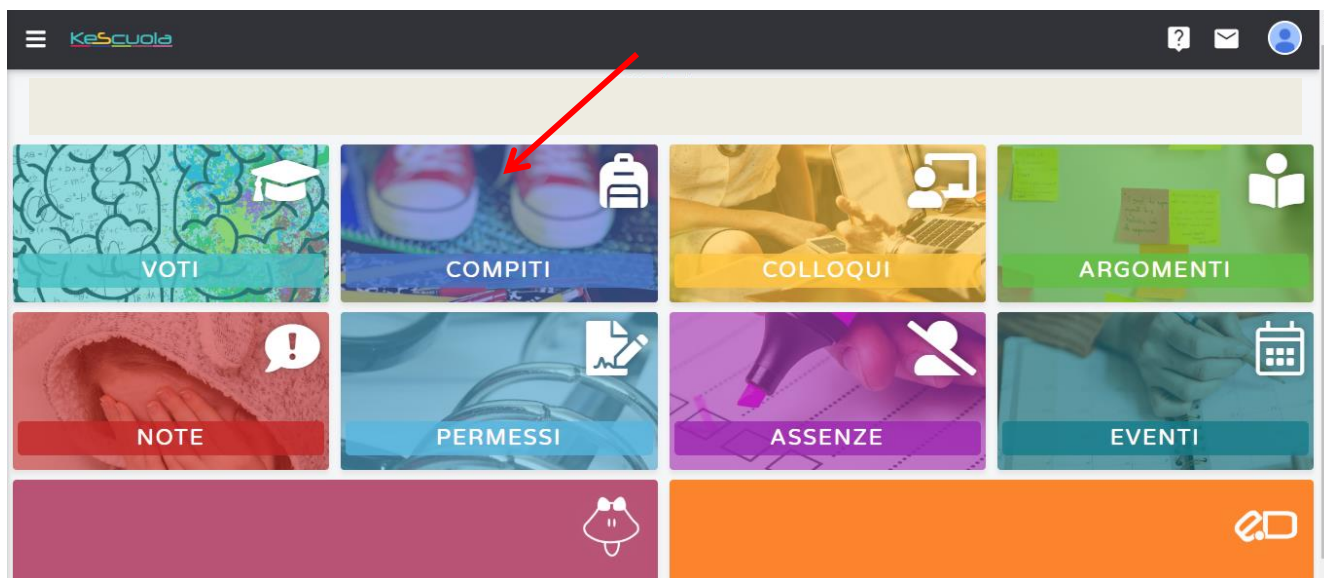 KeScuola
VOTI
COMPITI
COLLOQUI
ARGOMENTI
NOTE
PERMESSI
ASSENZE
EVENTI